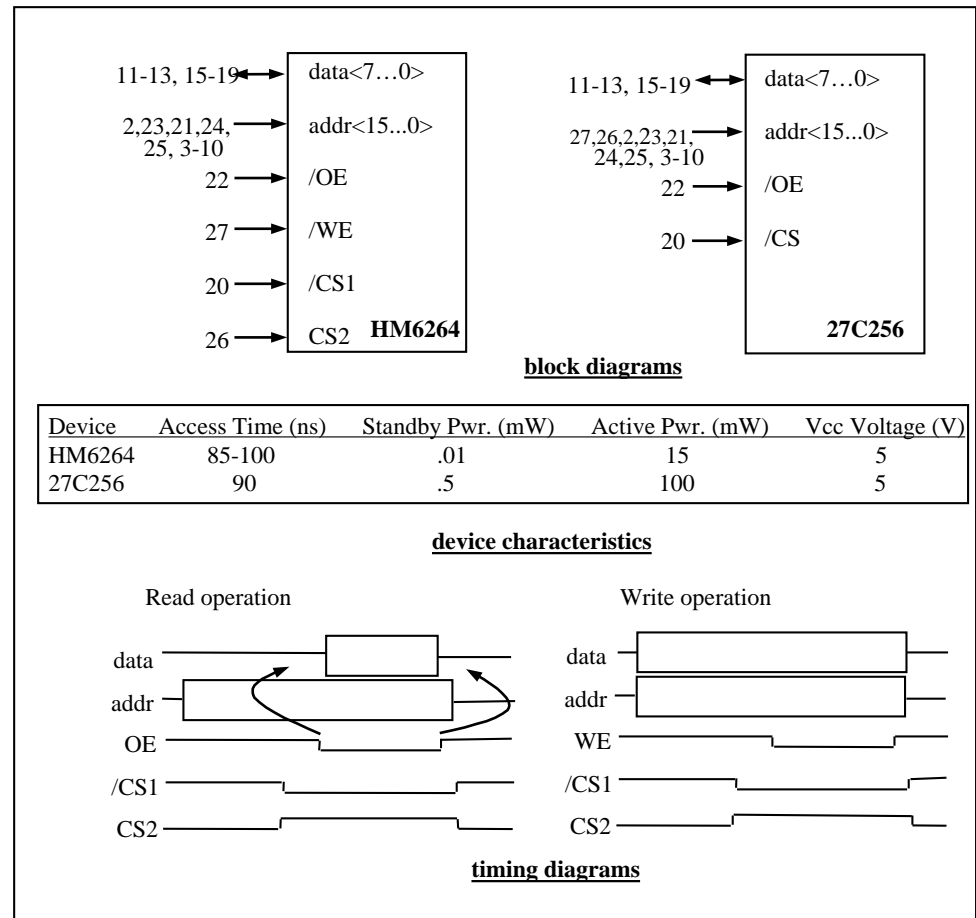 11-13, 15-19
data<7…0>
2,23,21,24,
25, 3-10
addr<15...0>
22
/OE
27
/WE
20
/CS1
26
CS2
HM6264
11-13, 15-19
data<7…0>
27,26,2,23,21,
24,25, 3-10
addr<15...0>
22
/OE
20
/CS
27C256
block diagrams
Device Access Time (ns) Standby Pwr. (mW) Active Pwr. (mW) Vcc Voltage (V)
HM6264 85-100 .01 15 5
27C256 90 .5 100 5
device characteristics
Read operation
data
addr
OE
/CS1
CS2
Write operation
data
addr
WE
/CS1
CS2
timing diagrams